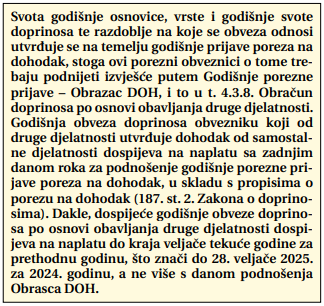 Svota godišnje osnovice, vrste i godišnje svote
doprinosa te razdoblje na koje se obveza odnosi
utvrđuje se na temelju godišnje prijave poreza na
dohodak, stoga ovi porezni obveznici o tome tre-
baju podnijeti izvješće putem Godišnje porezne
prijave – Obrazac DOH, i to u t. 4.3.8. Obračun
doprinosa po osnovi obavljanja druge djelatnosti.
Godišnja obveza doprinosa obvezniku koji od
druge djelatnosti utvrđuje dohodak od samostal-
ne djelatnosti dospijeva na naplatu sa zadnjim
danom roka za podnošenje godišnje porezne pri-
jave poreza na dohodak, u skladu s propisima o
porezu na dohodak (187. st. 2. Zakona o doprino-
sima). Dakle, dospijeće godišnje obveze doprino-
sa po osnovi obavljanja druge djelatnosti dospi-
jeva na naplatu do kraja veljače tekuće godine za
prethodnu godinu, što znači do 28. veljače 2025.
za 2024. godinu, a ne više s danom podnošenja
Obrasca DOH.